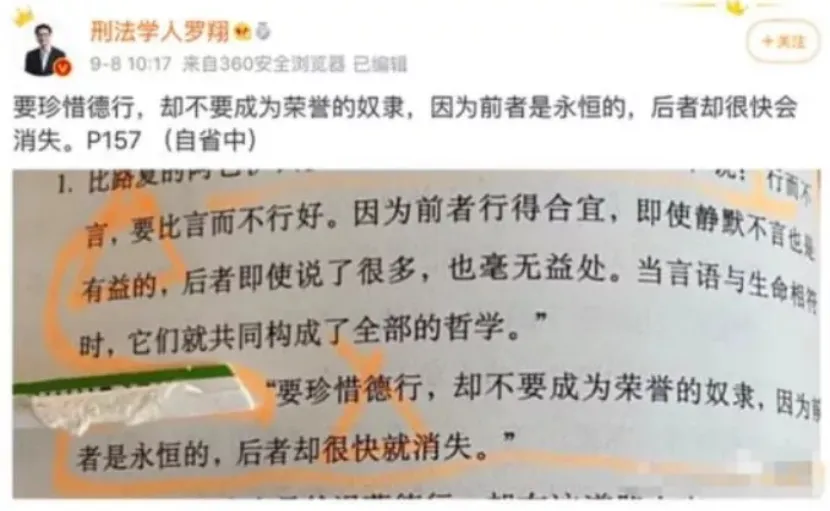 刑法学人罗翔
+关注
9-8 10:17 来自360安全浏览器 已编辑
要珍惜德行，却不要成为荣誉的奴隶，因为前者是永恒的，后者却很快会
消失。P157 （自省中）
1. 比路夏的 行而不
言，要比言而不行好。因为前者行得合宜，即使静默不言也是
有益的，后者即使说了很多，也毫无益处。当言语与生命相符
时，它们就共同构成了全部的哲学。”
“要珍惜德行，却不要成为荣誉的奴隶，因为前
者是永恒的，后者却很快就消失。”